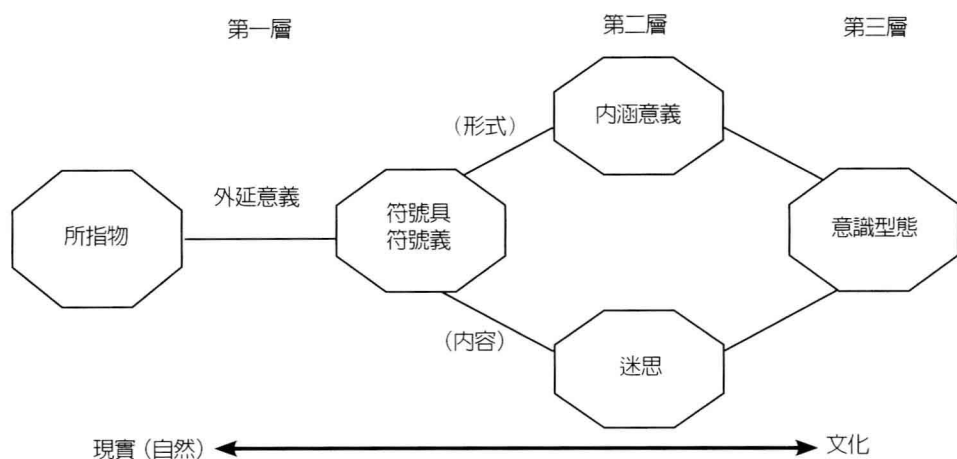 第一層
第二層
第三層
內涵意義
(形式)
外延意義
所指物
符號具
符號義
意識型態
(內容)
迷思
現實(自然)
文化